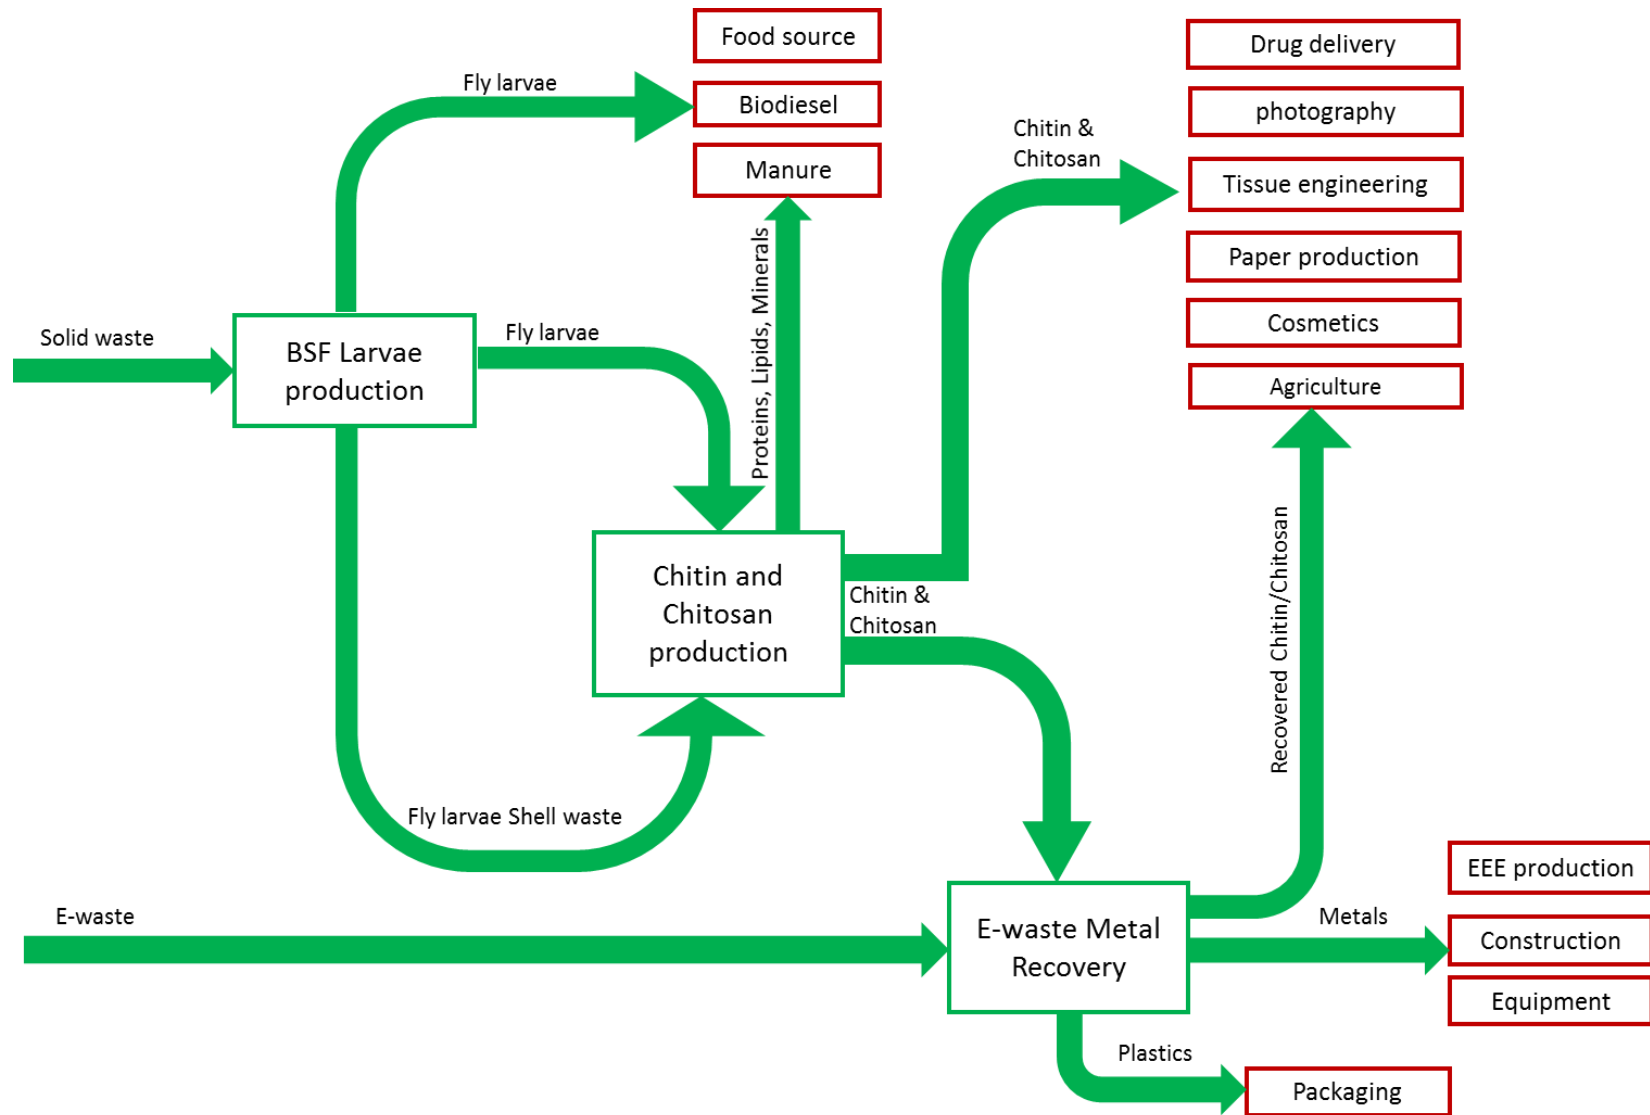 Food source
Drug delivery
Fly larvae
Biodiesel
photography
Chitin &
Chitosan
Manure
Tissue engineering
Proteins, Lipids, Minerals
Paper production
Solid waste
Fly larvae
Cosmetics
BSF Larvae
production
Agriculture
Chitin and
Chitosan
production
Chitin &
Chitosan
Recovered Chitin/Chitosan
Fly larvae Shell waste
EEE production
E-waste
Metals
E-waste Metal
Recovery
Construction
Equipment
Plastics
Packaging